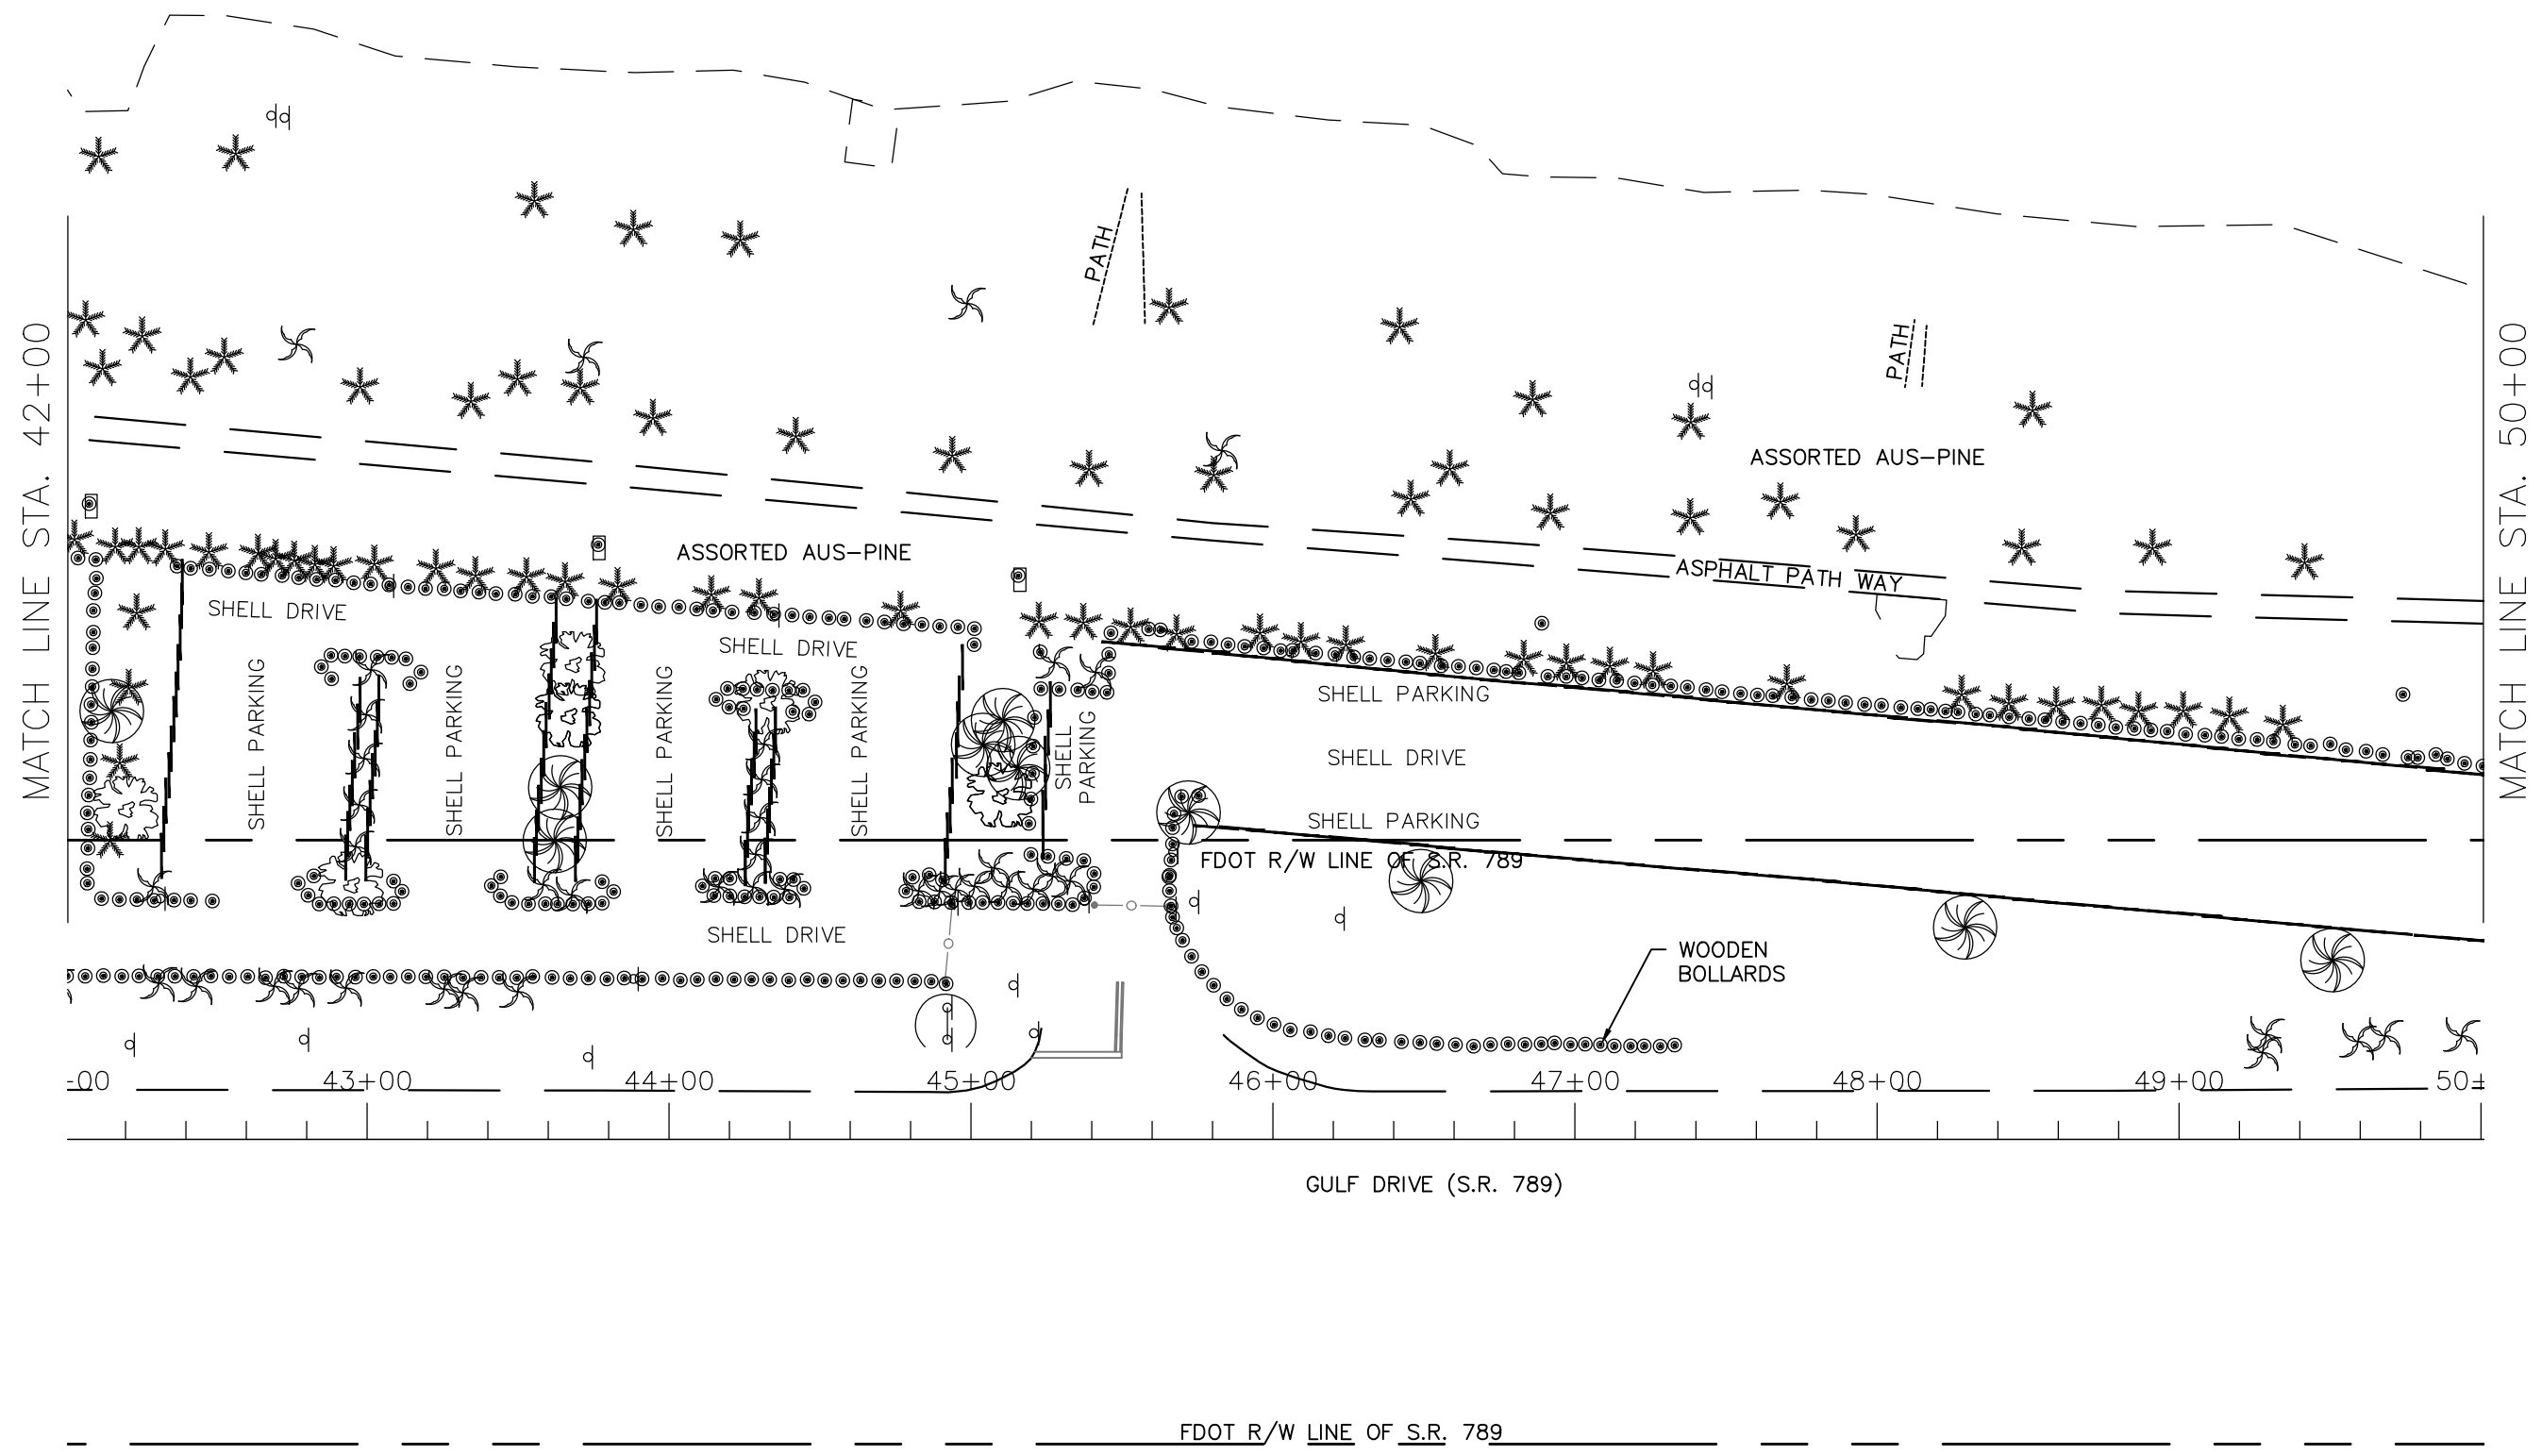 PATH
PATH
MATCH LINE STA. 42+00
MATCH LINE STA. 50+00
ASSORTED AUS-PINE
ASSORTED AUS-PINE
ASPHALT PATH WAY
SHELL DRIVE
SHELL DRIVE
SHELL PARKING
SHELL PARKING
SHELL PARKING
SHELL PARKING
SHELL
PARKING
SHELL PARKING
SHELL DRIVE
SHELL PARKING
FDOT R/W LINE OF S.R. 789
SHELL DRIVE
WOODEN
BOLLARDS
-00 43+00 44+00 45+00 46+00 47+00 48+00 49+00 50+
GULF DRIVE (S.R. 789)
FDOT R/W LINE OF S.R. 789